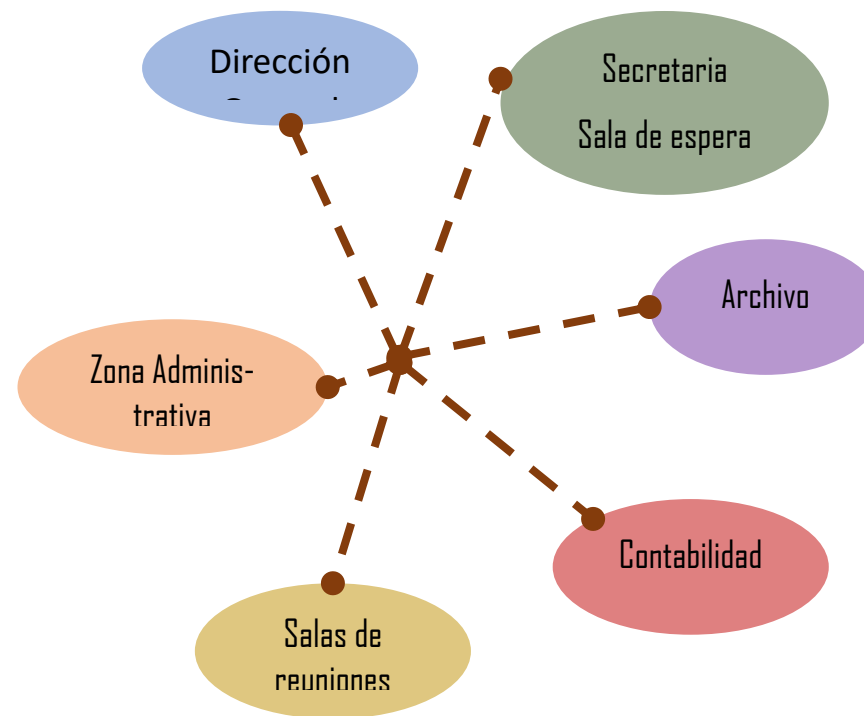 Dirección
Secretaria
Sala de espera
Archivo
Zona Adminis-
trativa
Contabilidad
Salas de
reuniones